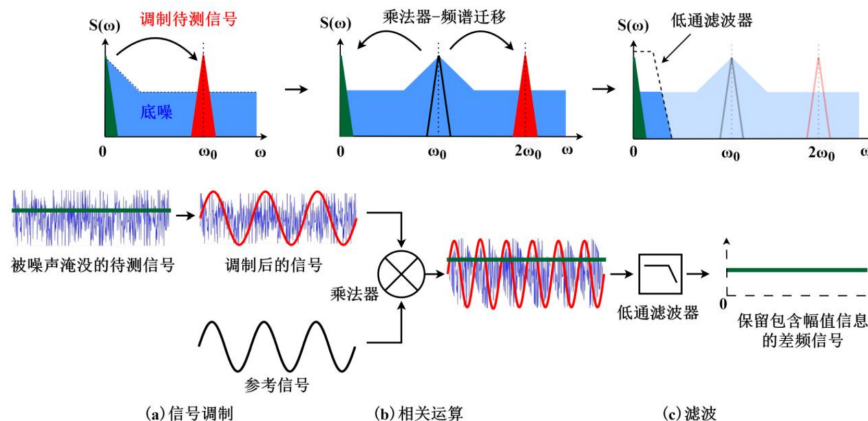 S(ω)
调制待测信号
底噪
0
ω₀
ω
S(ω)
乘法器-频谱迁移
0
ω₀
2ω₀
ω
S(ω)
低通滤波器
0
ω₀
2ω₀
ω
被噪声淹没的待测信号
调制后的信号
乘法器
参考信号
低通滤波器
0
保留包含幅值信息
的差频信号
(a)信号调制
(b)相关运算
(c)滤波